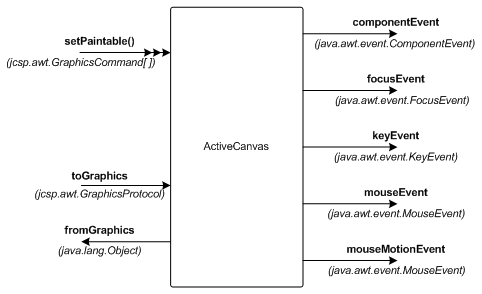 setPaintable()
(jcsp.awt.GraphicsCommand[ ])
toGraphics
(jcsp.awt.GraphicsProtocol)
fromGraphics
(java.lang.Object)
ActiveCanvas
componentEvent
(java.awt.event.ComponentEvent)
focusEvent
(java.awt.event.FocusEvent)
keyEvent
(java.awt.event.KeyEvent)
mouseEvent
(java.awt.event.MouseEvent)
mouseMotionEvent
(java.awt.event.MouseEvent)